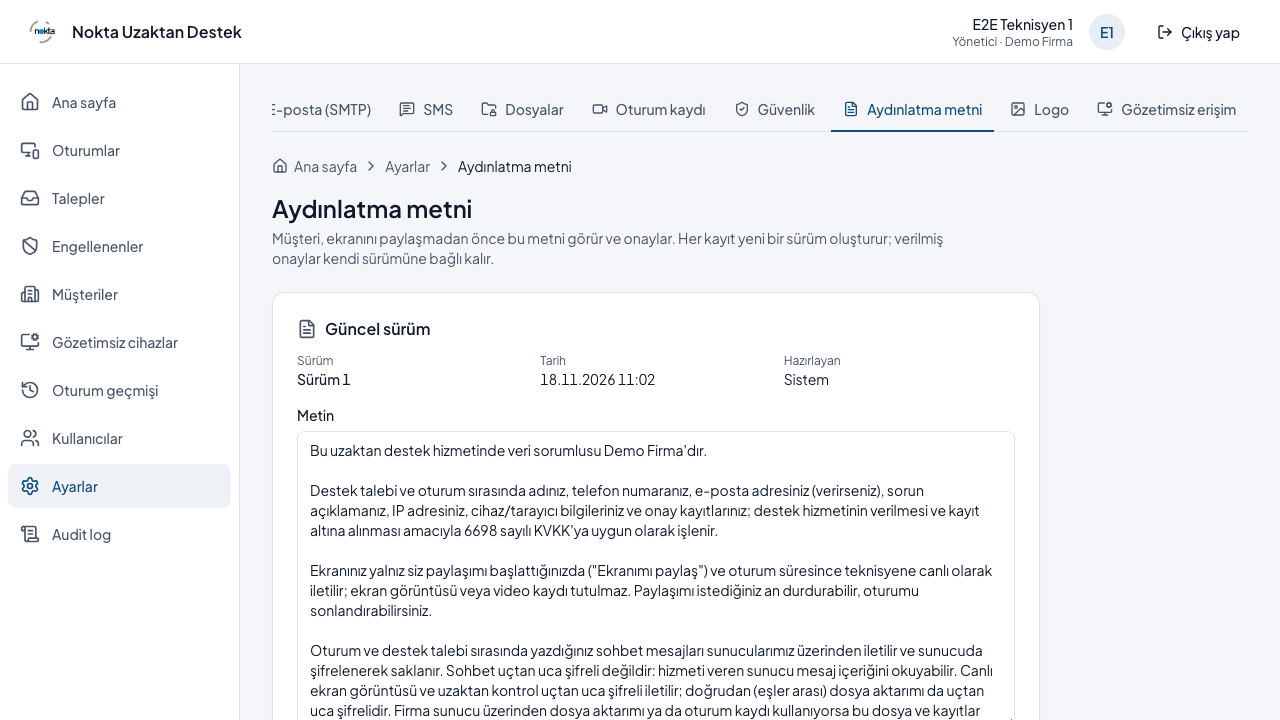 nokta
Nokta Uzaktan Destek
E2E Teknisyen 1
Yönetici · Demo Firma
E1
Çıkış yap
Ana sayfa
Oturumlar
Talepler
Engellenenler
Müşteriler
Gözetimsiz cihazlar
Oturum geçmişi
Kullanıcılar
Ayarlar
Audit log
E-posta (SMTP)
SMS
Dosyalar
Oturum kaydı
Güvenlik
Aydınlatma metni
Logo
Gözetimsiz erişim
Ana sayfa > Ayarlar > Aydınlatma metni
Aydınlatma metni
Müşteri, ekranını paylaşmadan önce bu metni görür ve onaylar. Her kayıt yeni bir sürüm oluşturur; verilmiş
onaylar kendi sürümüne bağlı kalır.
Güncel sürüm
Sürüm
Sürüm 1
Tarih
18.11.2026 11:02
Hazırlayan
Sistem
Metin
Bu uzaktan destek hizmetinde veri sorumlusu Demo Firma'dır.
Destek talebi ve oturum sırasında adınız, telefon numaranız, e-posta adresiniz (verirseniz), sorun
açıklamanız, IP adresiniz, cihaz/tarayıcı bilgileriniz ve onay kayıtlarınız; destek hizmetinin verilmesi ve kayıt
altına alınması amacıyla 6698 sayılı KVKK'ya uygun olarak işlenir.
Ekranınız yalnız siz paylaşımı başlattığınızda ("Ekranımı paylaş") ve oturum süresince teknisyene canlı olarak
iletilir; ekran görüntüsü veya video kaydı tutulmaz. Paylaşımı istediğiniz an durdurabilir, oturumu
sonlandırabilirsiniz.
Oturum ve destek talebi sırasında yazdığınız sohbet mesajları sunucularımız üzerinden iletilir ve sunucuda
şifrelenerek saklanır. Sohbet uçtan uca şifreli değildir: hizmeti veren sunucu mesaj içeriğini okuyabilir. Canlı
ekran görüntüsü ve uzaktan kontrol uçtan uca şifreli iletilir; doğrudan (eşler arası) dosya aktarımı da uçtan
uca şifrelidir. Firma sunucu üzerinden dosya aktarımı ya da oturum kaydı kullanıyorsa bu dosya ve kayıtlar